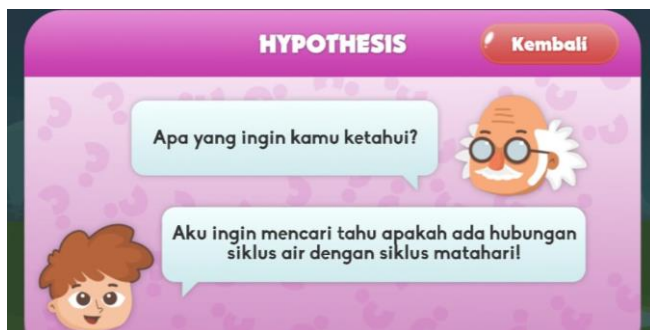 HYPOTHESIS
Kembali
Apa yang ingin kamu ketahui?
Aku ingin mencari tahu apakah ada hubungan
siklus air dengan siklus matahari!